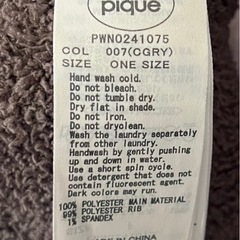 pique
PWNO241075
COL 007(CGRY)
SIZE ONE SIZE
Hand wash cold.
Do not bleach.
Do not tumble dry.
Dry flat in shade.
Do not iron.
Do not dryclean.
Wash the laundry separately
from other laundry.
Handwash by gently pushing
up and down in water.
Use a short spin cycle.
Use detergent that does not
contain fluorescent agent.
Dark colors may run.
100% POLYESTER MAIN MATERIAL
99% POLYESTER RIB
1% SPANDEX
IN CHINA